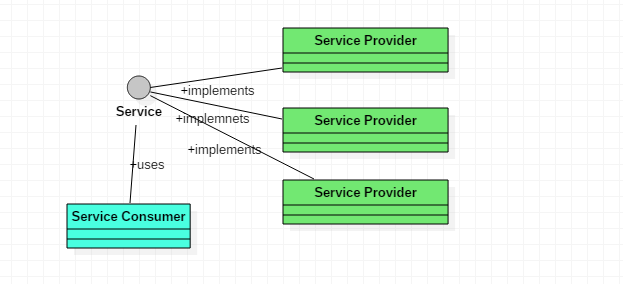 Service Provider
+implements
Service
Service Provider
+implemnets
+implements
+uses
Service Provider
Service Consumer